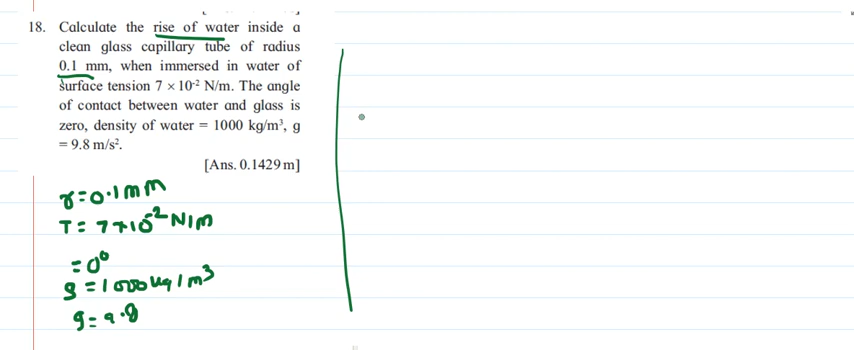 18. Calculate the rise of water inside a
clean glass capillary tube of radius
0.1 mm, when immersed in water of
surface tension 7 × 10⁻² N/m. The angle
of contact between water and glass is
zero, density of water = 1000 kg/m³, g
= 9.8 m/s².
[Ans. 0.1429 m]
r = 0.1 mm
T = 7 × 10⁻² N/m
= 0⁰
ρ = 1000 kg/m³
g = 9.8